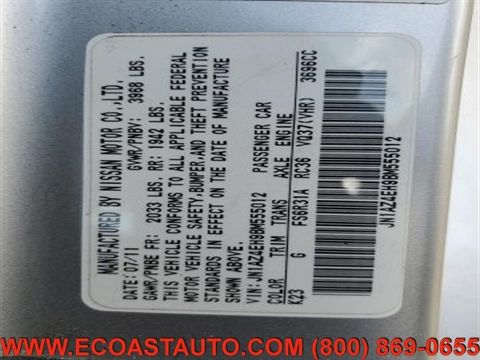 MANUFACTURED BY NISSAN MOTOR CO.,LTD.
DATE: 07/11 GVWR/PNBV: 3968 LBS.
GAWR/PNBE FR: 2033 LBS. RR: 1942 LBS.
THIS VEHICLE CONFORMS TO ALL APPLICABLE FEDERAL
MOTOR VEHICLE SAFETY,BUMPER,AND THEFT PREVENTION
STANDARDS IN EFFECT ON THE DATE OF MANUFACTURE
SHOWN ABOVE.
VIN: JN1AZ4EH9BM555012 PASSENGER CAR
COLOR TRIM TRANS AXLE ENGINE
K23 G FS6R31A RC36 VQ37(VHR) 3696CC
JN1AZ4EH9BM555012
WWW.ECOASTAUTO.COM (800) 869-0655